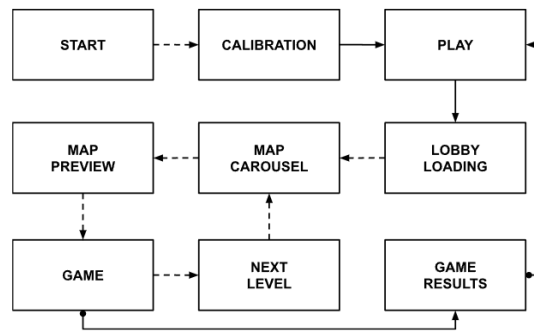 START
CALIBRATION
PLAY
MAP
PREVIEW
MAP
CAROUSEL
LOBBY
LOADING
GAME
NEXT
LEVEL
GAME
RESULTS